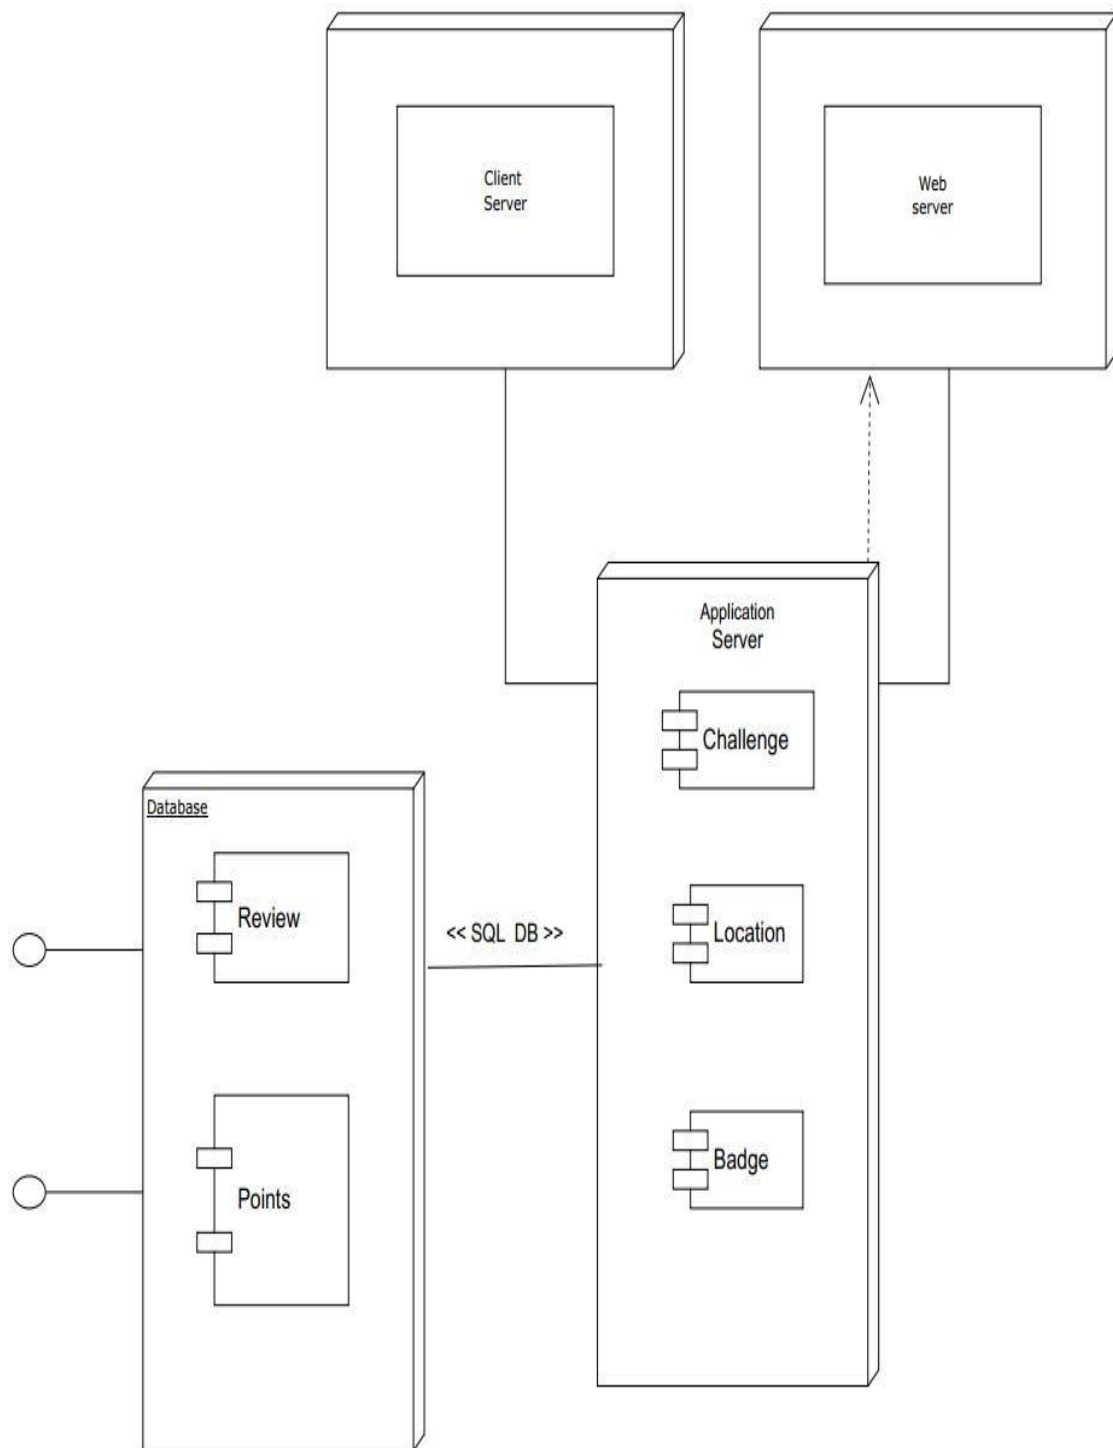 Client
Server
Web
server
Application
Server
Challenge
Database
Review
<< SQL DB >>
Location
Badge
Points